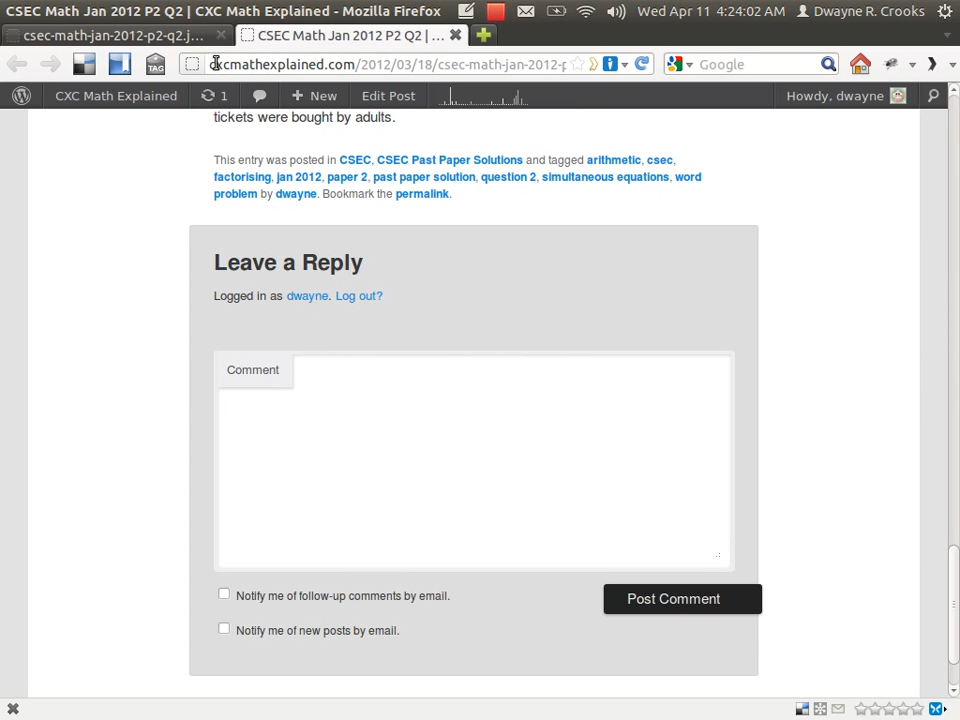 CSEC Math Jan 2012 P2 Q2 | CXC Math Explained - Mozilla Firefox Wed Apr 11 4:24:02 AM Dwayne R. Crooks
csec-math-jan-2012-p2-q2.j... CSEC Math Jan 2012 P2 Q2 | ...
TAG cxcmathexplained.com/2012/03/18/csec-math-jan-2012-p Google
CXC Math Explained 1 New Edit Post Howdy, dwayne
tickets were bought by adults.
This entry was posted in CSEC, CSEC Past Paper Solutions and tagged arithmetic, csec,
factorising, jan 2012, paper 2, past paper solution, question 2, simultaneous equations, word
problem by dwayne. Bookmark the permalink.
Leave a Reply
Logged in as dwayne. Log out?
Comment
Notify me of follow-up comments by email.
Post Comment
Notify me of new posts by email.